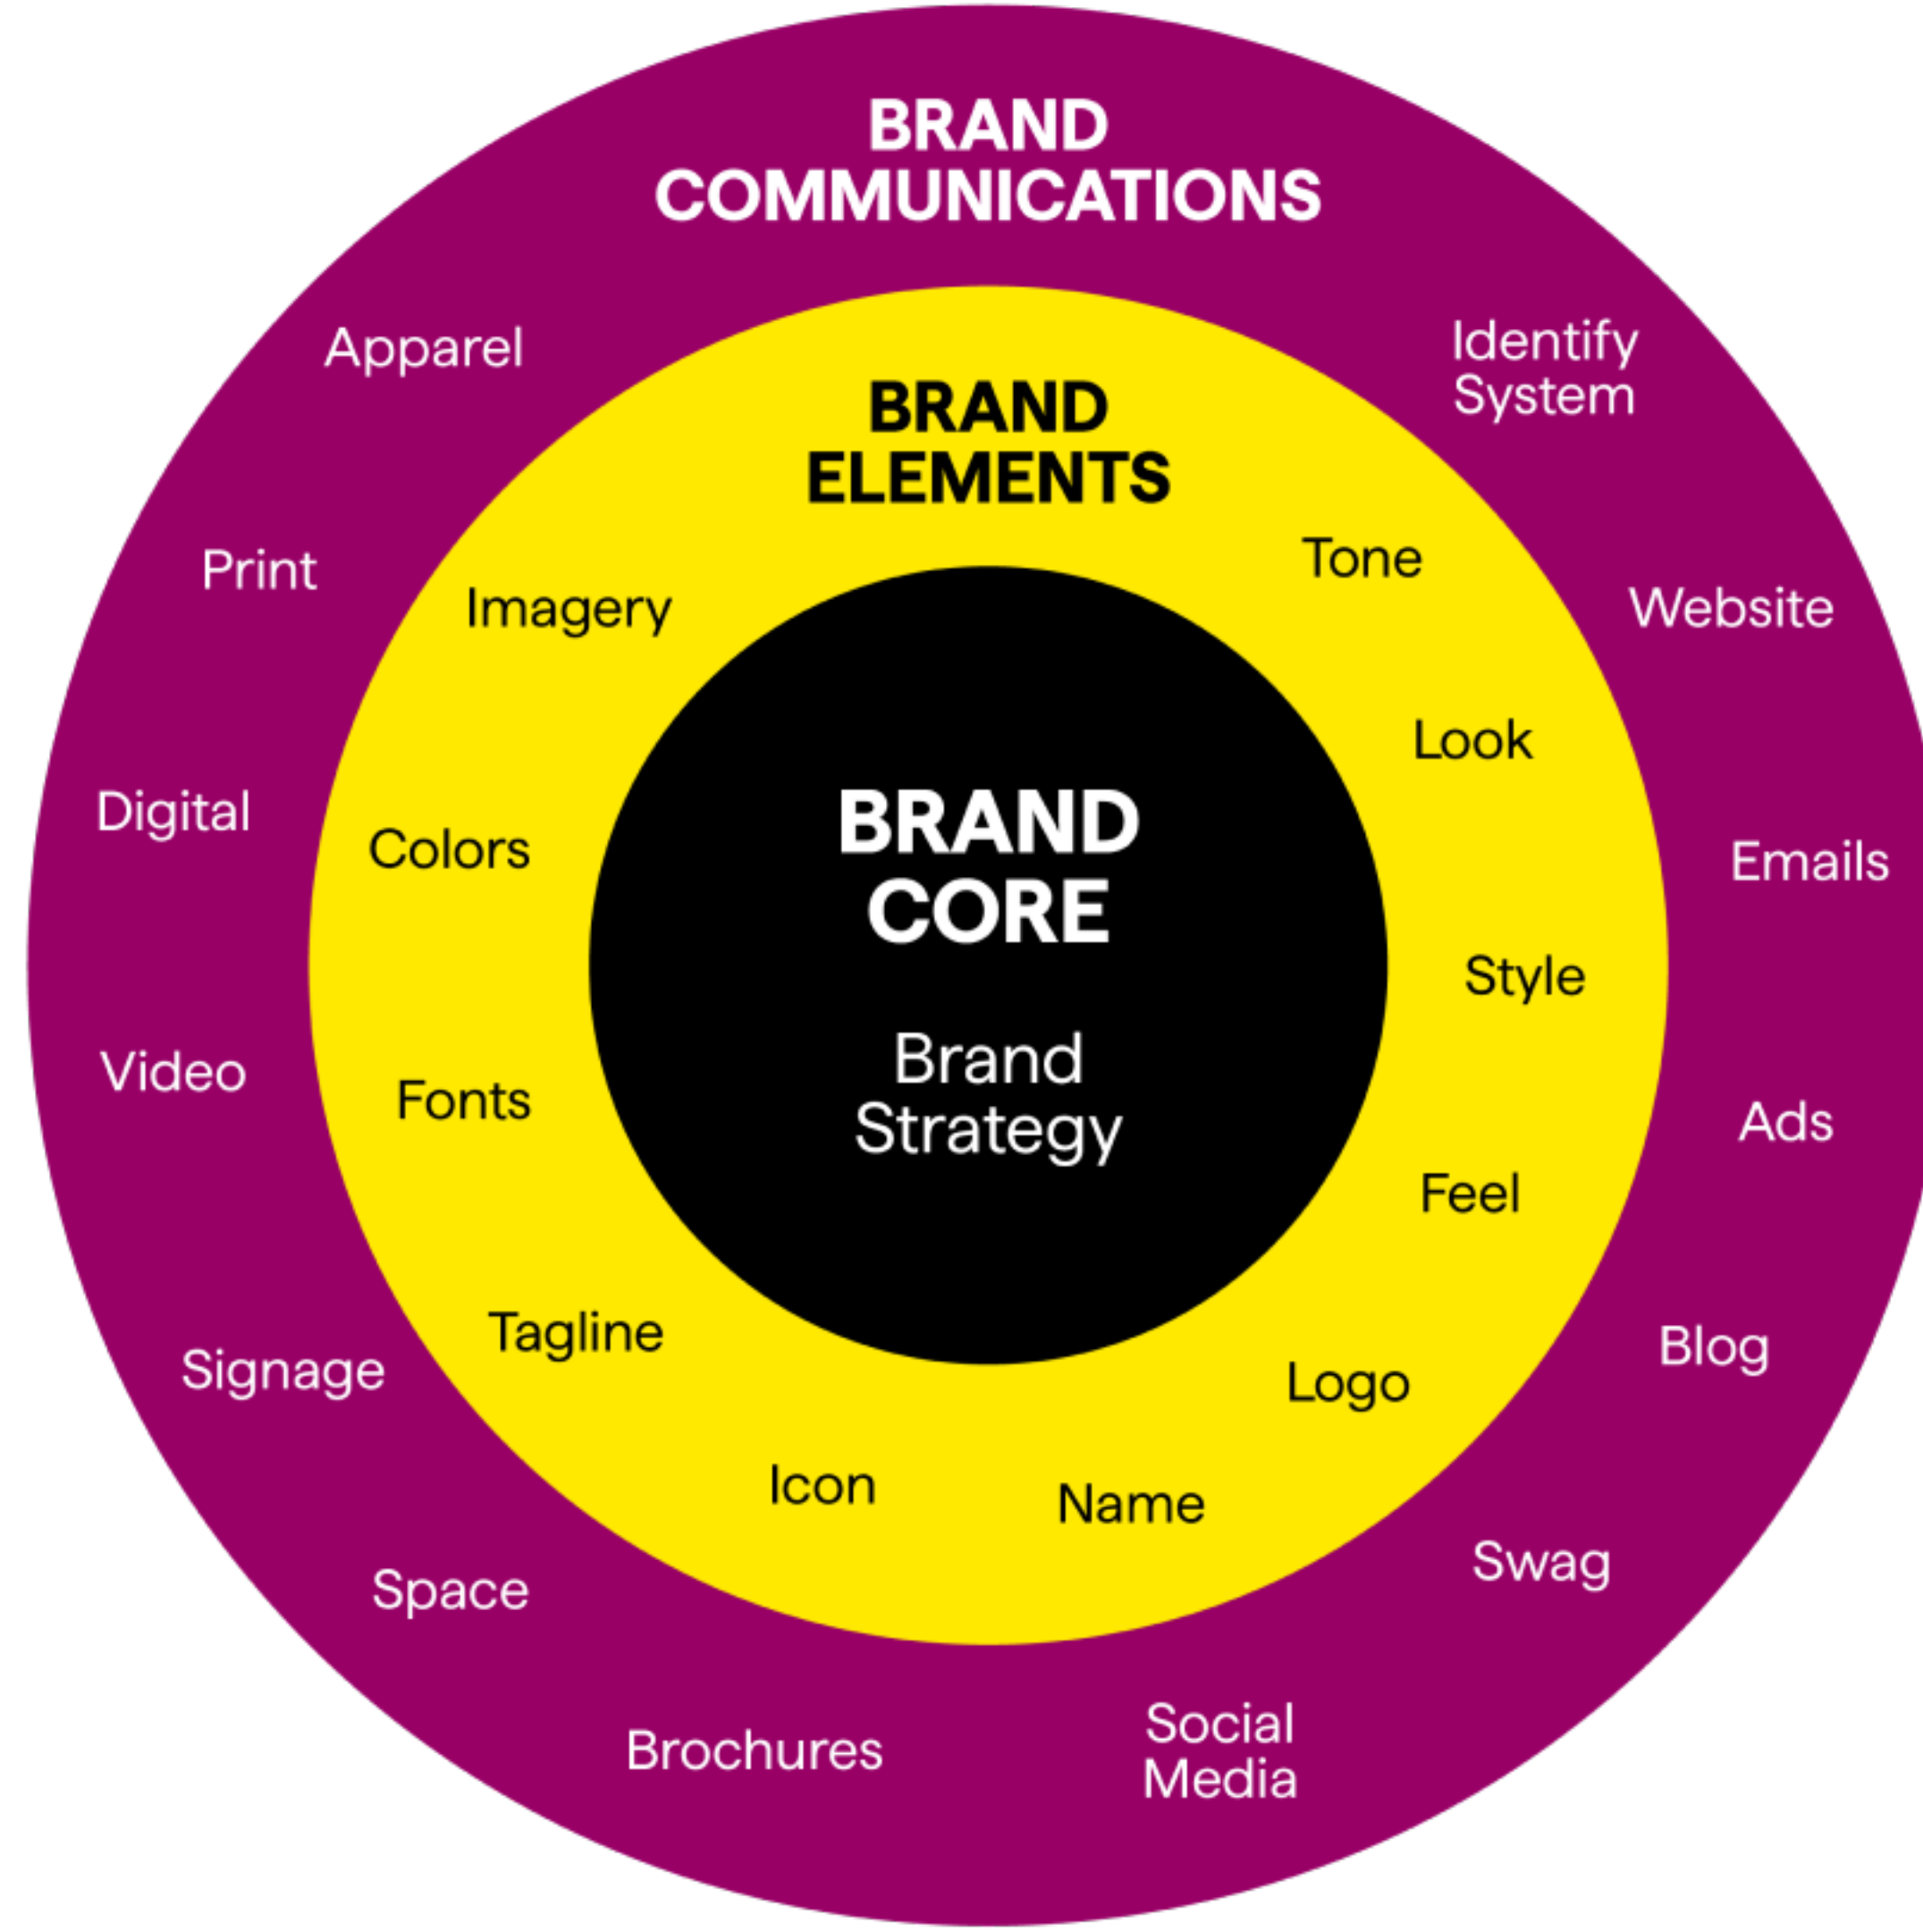 BRAND
COMMUNICATIONS
Identify
System
Website
Emails
Ads
Blog
Swag
Social
Media
Brochures
Space
Signage
Video
Digital
Print
Apparel
BRAND
ELEMENTS
Tone
Look
Style
Feel
Logo
Name
Icon
Tagline
Fonts
Colors
Imagery
BRAND
CORE
Brand
Strategy